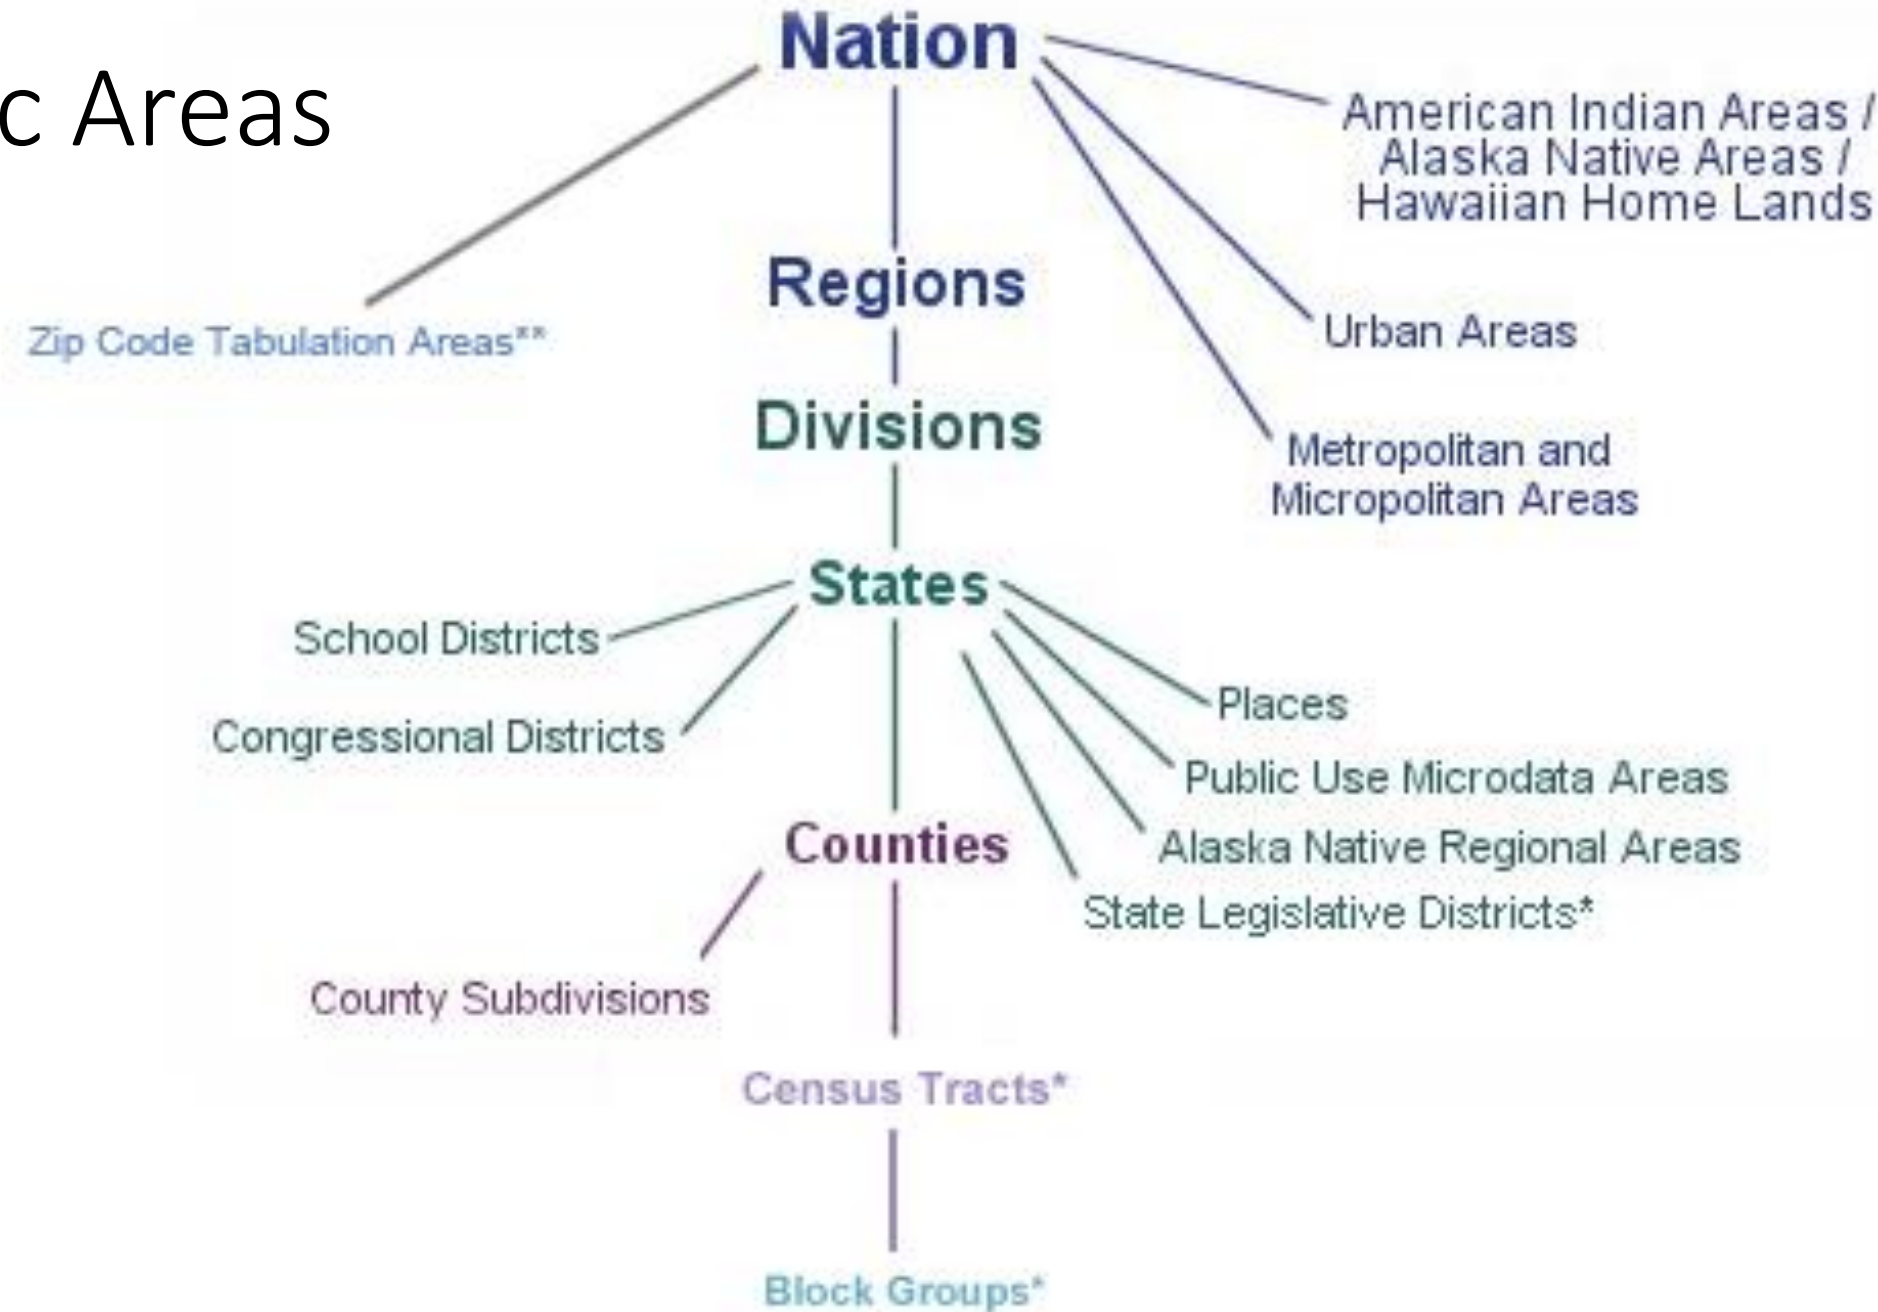 Nation
c Areas
American Indian Areas /
Alaska Native Areas /
Hawaiian Home Lands
Regions
Urban Areas
Zip Code Tabulation Areas**
Divisions
Metropolitan and
Micropolitan Areas
States
School Districts
Places
Congressional Districts
Public Use Microdata Areas
Counties
Alaska Native Regional Areas
State Legislative Districts*
County Subdivisions
Census Tracts*
Block Groups*